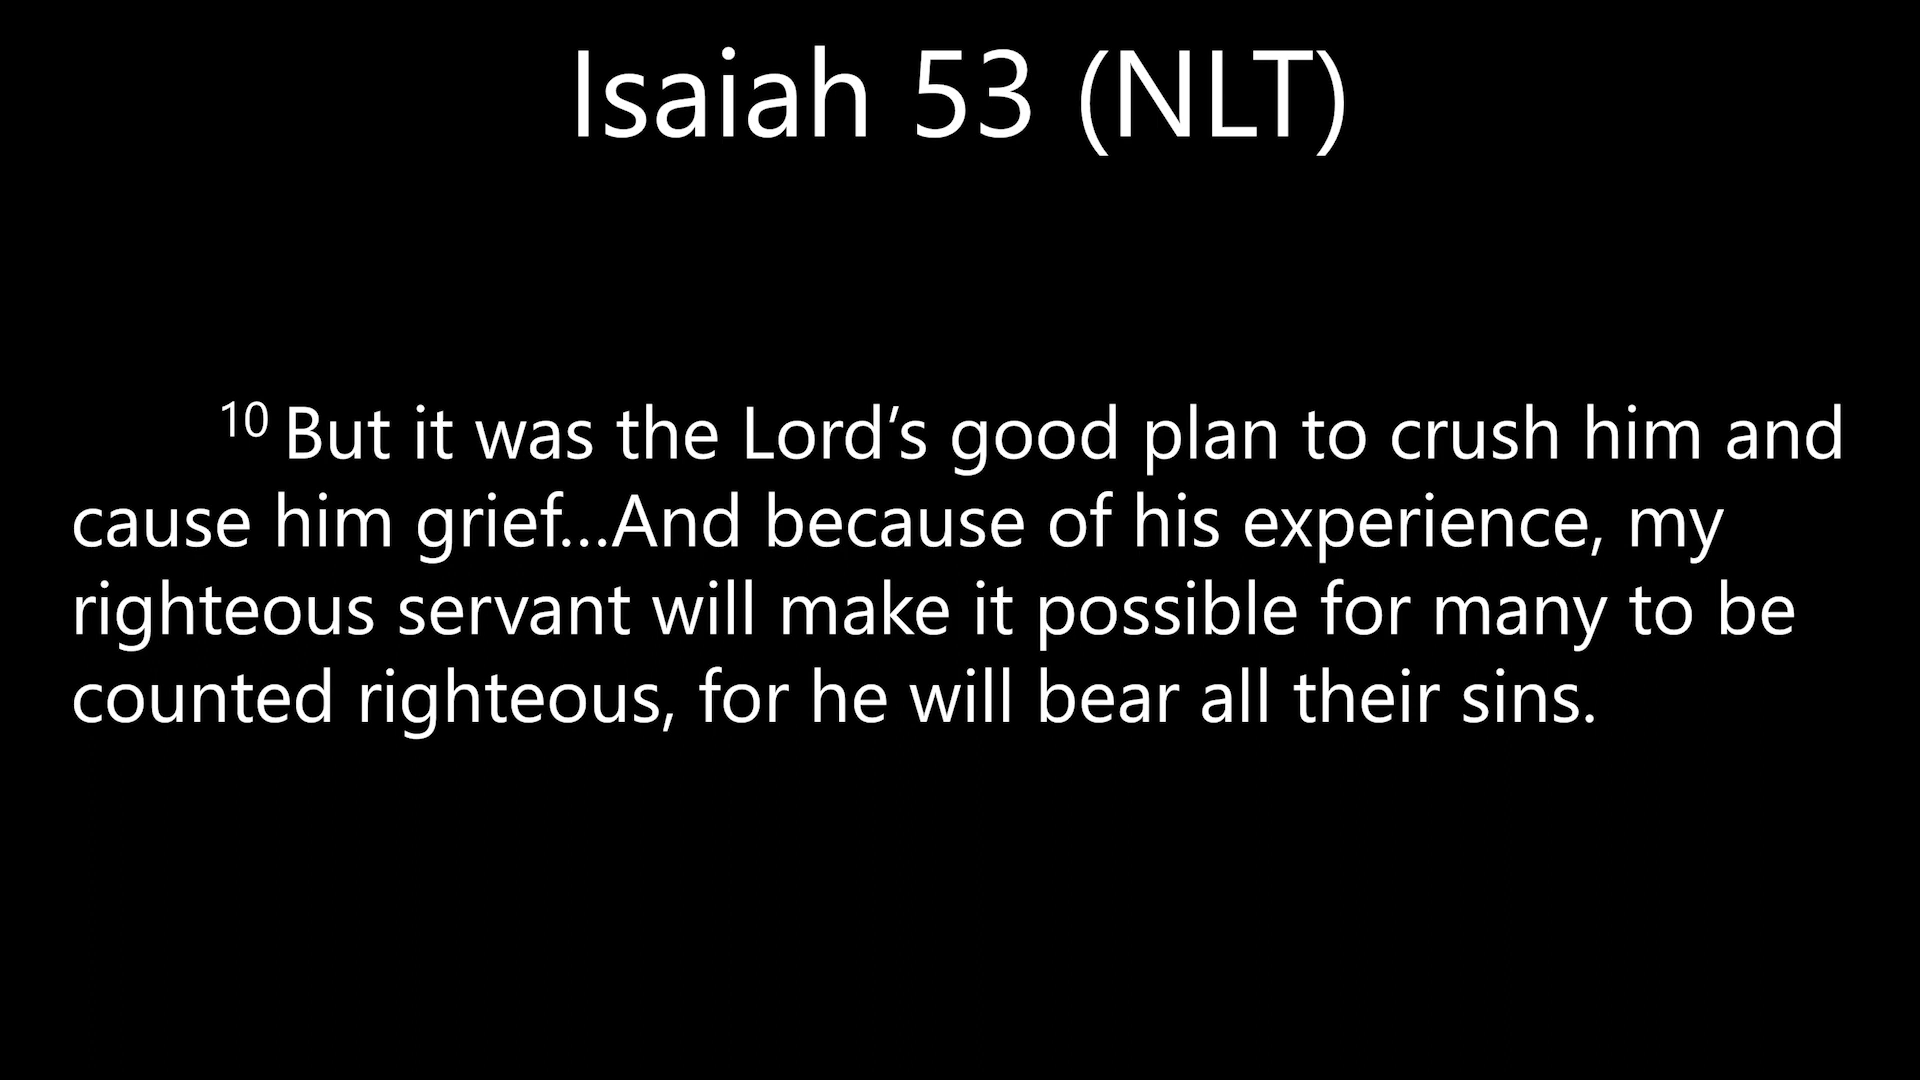 Isaiah 53 (NLT)
10 But it was the Lord’s good plan to crush him and
cause him grief…And because of his experience, my
righteous servant will make it possible for many to be
counted righteous, for he will bear all their sins.